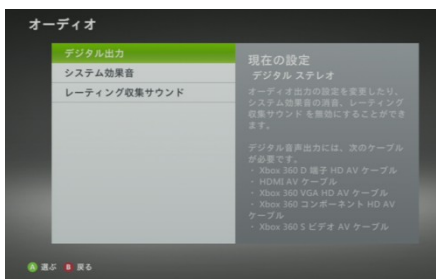 オーディオ
デジタル出力
システム効果音
レーティング収集サウンド
現在の設定
デジタル ステレオ
オーディオ出力の設定を変更したり、
システム効果音の消音、レーティング
収集サウンド を無効にすることができ
ます。
デジタル音声出力には、次のケーブル
が必要です。
・ Xbox 360 D 端子 HD AV ケーブル
・ HDMI AV ケーブル
・ Xbox 360 VGA HD AV ケーブル
・ Xbox 360 コンポーネント HD AV
ケーブル
・ Xbox 360 S ビデオ AV ケーブル
A 選ぶ B 戻る